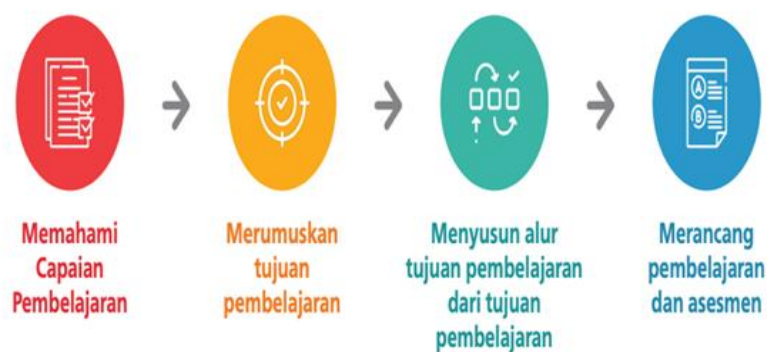 A
B
Memahami
Capaian
Pembelajaran
Merumuskan
tujuan
pembelajaran
Menyusun alur
tujuan pembelajaran
dari tujuan
pembelajaran
Merancang
pembelajaran
dan asesmen